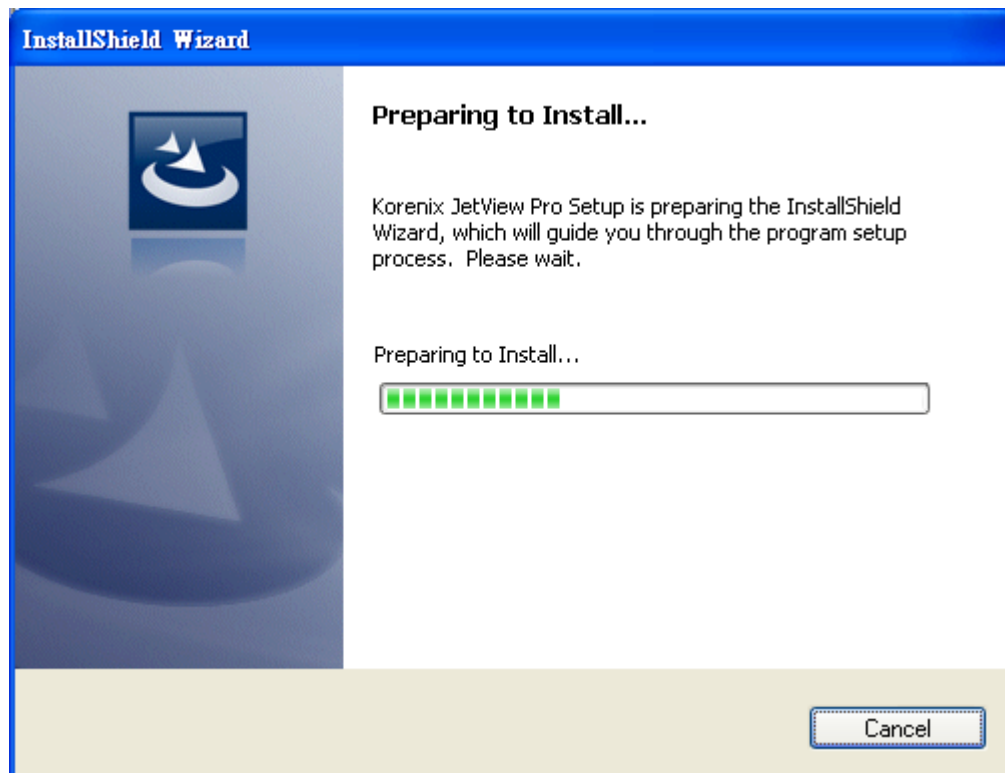 InstallShield Wizard
Preparing to Install...
Korenix JetView Pro Setup is preparing the InstallShield
Wizard, which will guide you through the program setup
process.  Please wait.
Preparing to Install...
Cancel